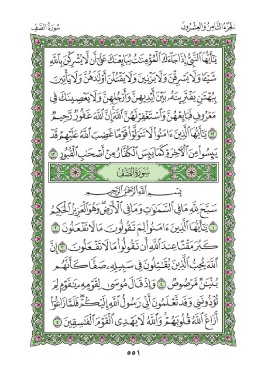 سُورَةُ الصَّفِّ
الجُزْءُ الثَّامِنُ وَالعِشْرُونَ
يَٰٓأَيُّهَا ٱلنَّبِيُّ إِذَا جَآءَكَ ٱلْمُؤْمِنَٰتُ يُبَايِعْنَكَ عَلَىٰٓ أَن لَّا يُشْرِكْنَ بِٱللَّهِ
شَيْـًٔا وَلَا يَسْرِقْنَ وَلَا يَزْنِينَ وَلَا يَقْتُلْنَ أَوْلَٰدَهُنَّ وَلَا يَأْتِينَ
بِبُهْتَٰنٍ يَفْتَرِينَهُۥ بَيْنَ أَيْدِيهِنَّ وَأَرْجُلِهِنَّ وَلَا يَعْصِينَكَ فِى
مَعْرُوفٍ فَبَايِعْهُنَّ وَٱسْتَغْفِرْ لَهُنَّ ٱللَّهَ إِنَّ ٱللَّهَ غَفُورٌ رَّحِيمٌ
١٢ يَٰٓأَيُّهَا ٱلَّذِينَ ءَامَنُوا۟ لَا تَتَوَلَّوْا۟ قَوْمًا غَضِبَ ٱللَّهُ عَلَيْهِمْ قَدْ
يَئِسُوا۟ مِنَ ٱلْـَٔاخِرَةِ كَمَا يَئِسَ ٱلْكُفَّارُ مِنْ أَصْحَٰبِ ٱلْقُبُورِ ١٣
سُورَةُ الصَّفِّ
بِسْمِ ٱللَّهِ ٱلرَّحْمَٰنِ ٱلرَّحِيمِ
سَبَّحَ لِلَّهِ مَا فِى ٱلسَّمَٰوَٰتِ وَمَا فِى ٱلْأَرْضِ وَهُوَ ٱلْعَزِيزُ ٱلْحَكِيمُ
١ يَٰٓأَيُّهَا ٱلَّذِينَ ءَامَنُوا۟ لِمَ تَقُولُونَ مَا لَا تَفْعَلُونَ ٢
كَبُرَ مَقْتًا عِندَ ٱللَّهِ أَن تَقُولُوا۟ مَا لَا تَفْعَلُونَ ٣ إِنَّ
ٱللَّهَ يُحِبُّ ٱلَّذِينَ يُقَٰتِلُونَ فِى سَبِيلِهِۦ صَفًّا كَأَنَّهُم
بُنْيَٰنٌ مَّرْصُوصٌ ٤ وَإِذْ قَالَ مُوسَىٰ لِقَوْمِهِۦ يَٰقَوْمِ لِمَ
تُؤْذُونَنِى وَقَد تَّعْلَمُونَ أَنِّى رَسُولُ ٱللَّهِ إِلَيْكُمْ فَلَمَّا زَاغُوٓا۟
أَزَاغَ ٱللَّهُ قُلُوبَهُمْ وَٱللَّهُ لَا يَهْدِى ٱلْقَوْمَ ٱلْفَٰسِقِينَ ٥
٥٥١